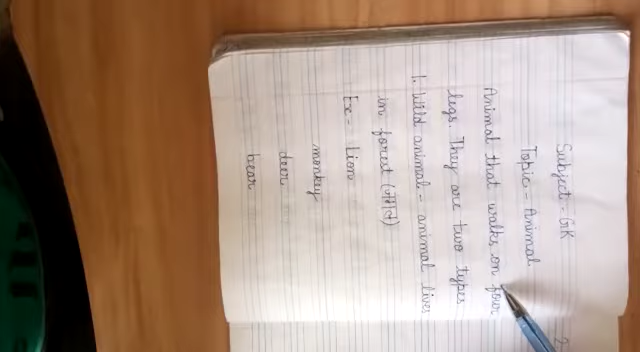 Subject:- GK
Topic:- Animal
Animal that walks on four
legs. They are two types
1. Wild animal - animal lives
in forest
Ex- Lion
monkey
deer
bear